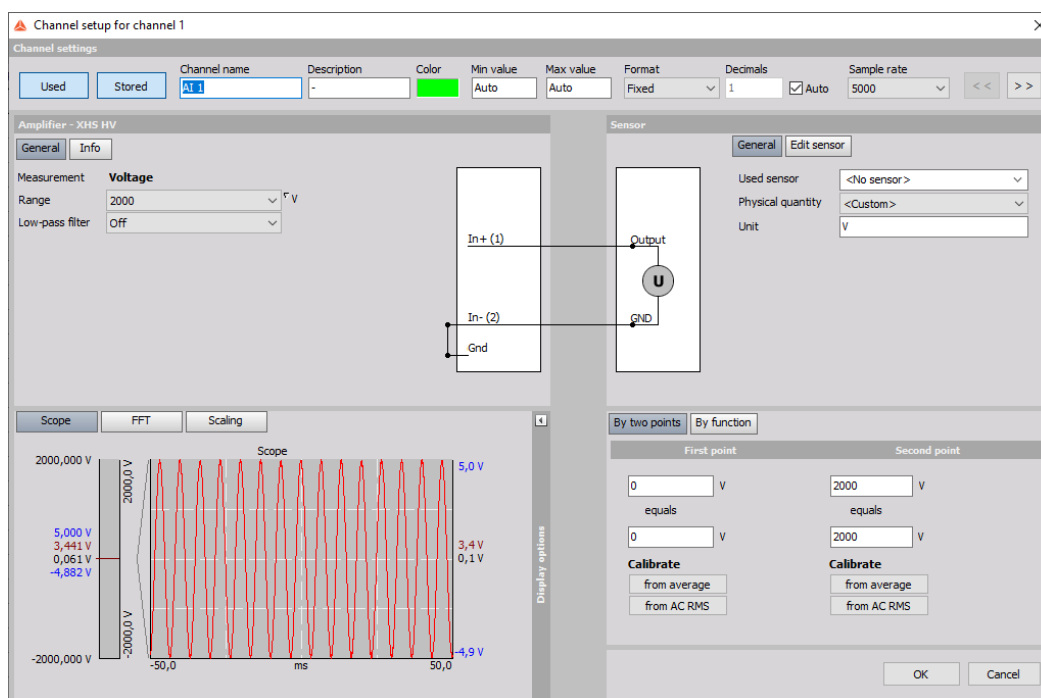 Channel setup for channel 1
Channel settings
Used Stored
Channel name Description Color Min value Max value Format Decimals Sample rate
AI 1 - Auto Auto Fixed 1 Auto 5000 << >>
Amplifier - XHS HV
General Info
Measurement Voltage
Range 2000 V
Low-pass filter Off
In+ (1)
In- (2)
Gnd
Sensor
General Edit sensor
Used sensor <No sensor>
Physical quantity <Custom>
Unit V
Output
U
GND
Scope FFT Scaling
Scope
2000,000 V
5,000 V
3,441 V
0,061 V
-4,882 V
-2000,000 V
2000,0 V
-2000,0 V
5,0 V
3,4 V
0,1 V
-4,9 V
-50,0 ms 50,0
Display options
By two points By function
First point Second point
0 V 2000 V
equals equals
0 V 2000 V
Calibrate Calibrate
from average from average
from AC RMS from AC RMS
OK Cancel